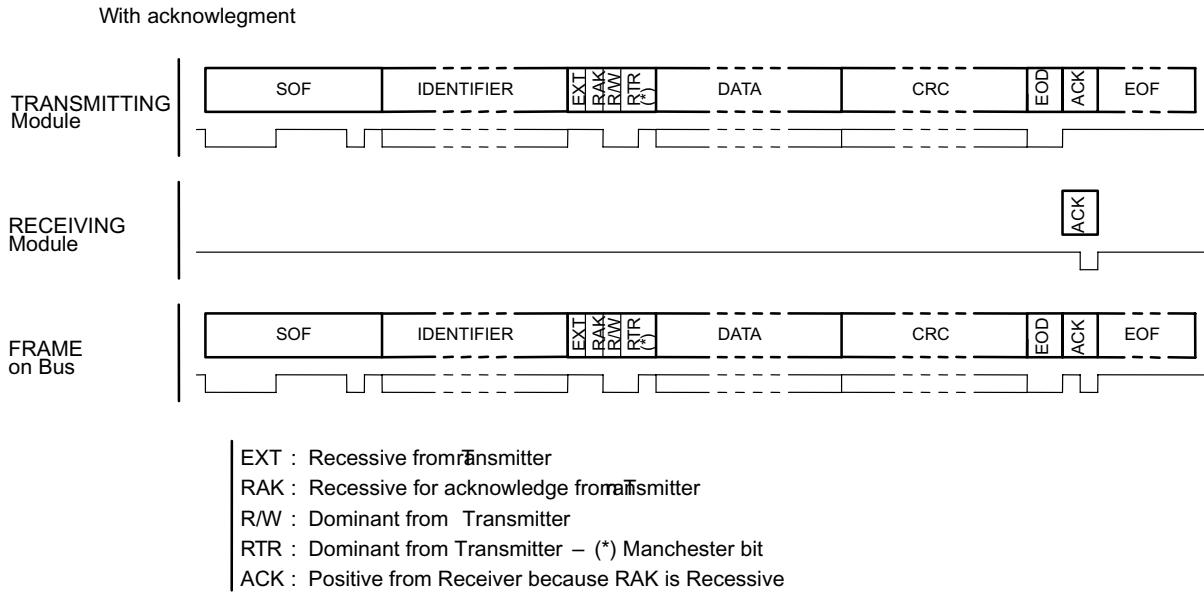 With acknowlegment
TRANSMITTING
Module
SOF IDENTIFIER EXT RAK R/W RTR (*) DATA CRC EOD ACK EOF
RECEIVING
Module
ACK
FRAME
on Bus
SOF IDENTIFIER EXT RAK R/W RTR (*) DATA CRC EOD ACK EOF
EXT : Recessive from Transmitter
RAK : Recessive for acknowledge from Transmitter
R/W : Dominant from Transmitter
RTR : Dominant from Transmitter – (*) Manchester bit
ACK : Positive from Receiver because RAK is Recessive